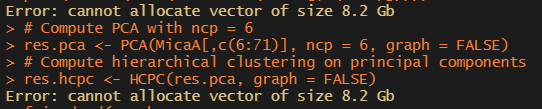 Error: cannot allocate vector of size 8.2 Gb
> # Compute PCA with ncp = 6
> res.pca <- PCA(MicaA[,c(6:71)], ncp = 6, graph = FALSE)
> # Compute hierarchical clustering on principal components
> res.hcpc <- HCPC(res.pca, graph = FALSE)
Error: cannot allocate vector of size 8.2 Gb